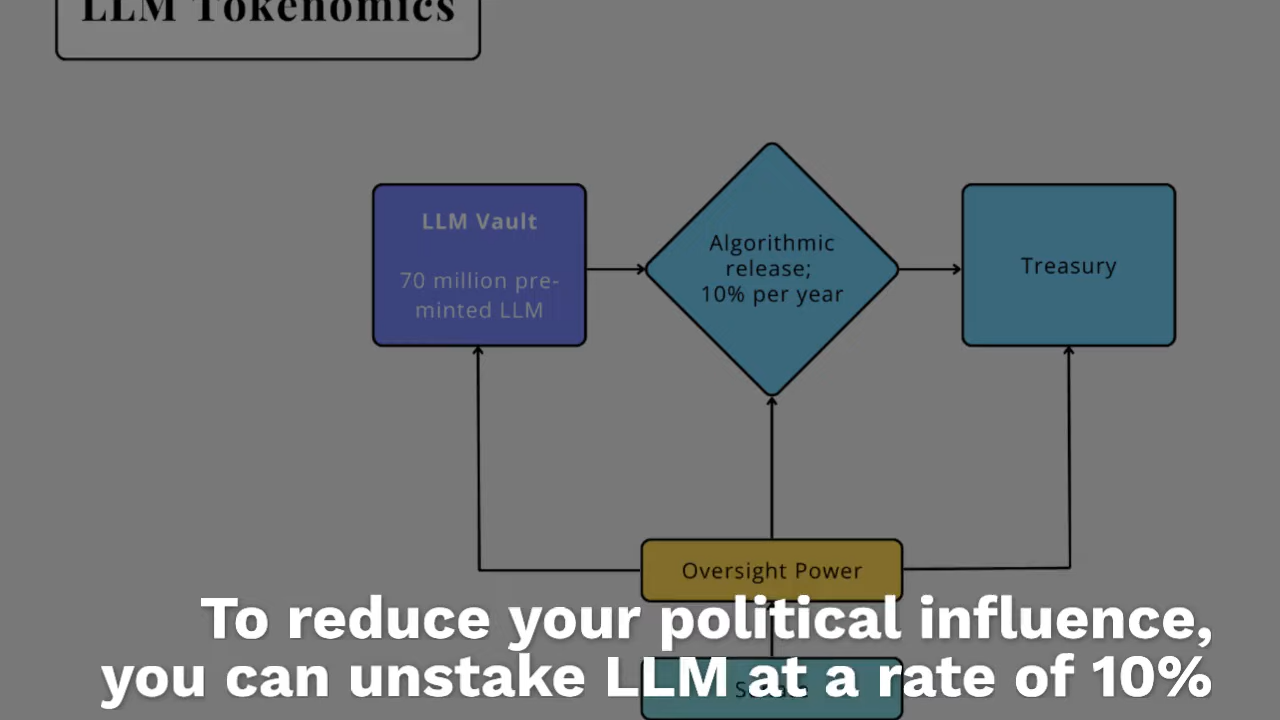 LLM Tokenomics
LLM Vault
70 million pre-
minted LLM
Algorithmic
release;
10% per year
Treasury
Oversight Power
To reduce your political influence,
you can unstake LLM at a rate of 10%